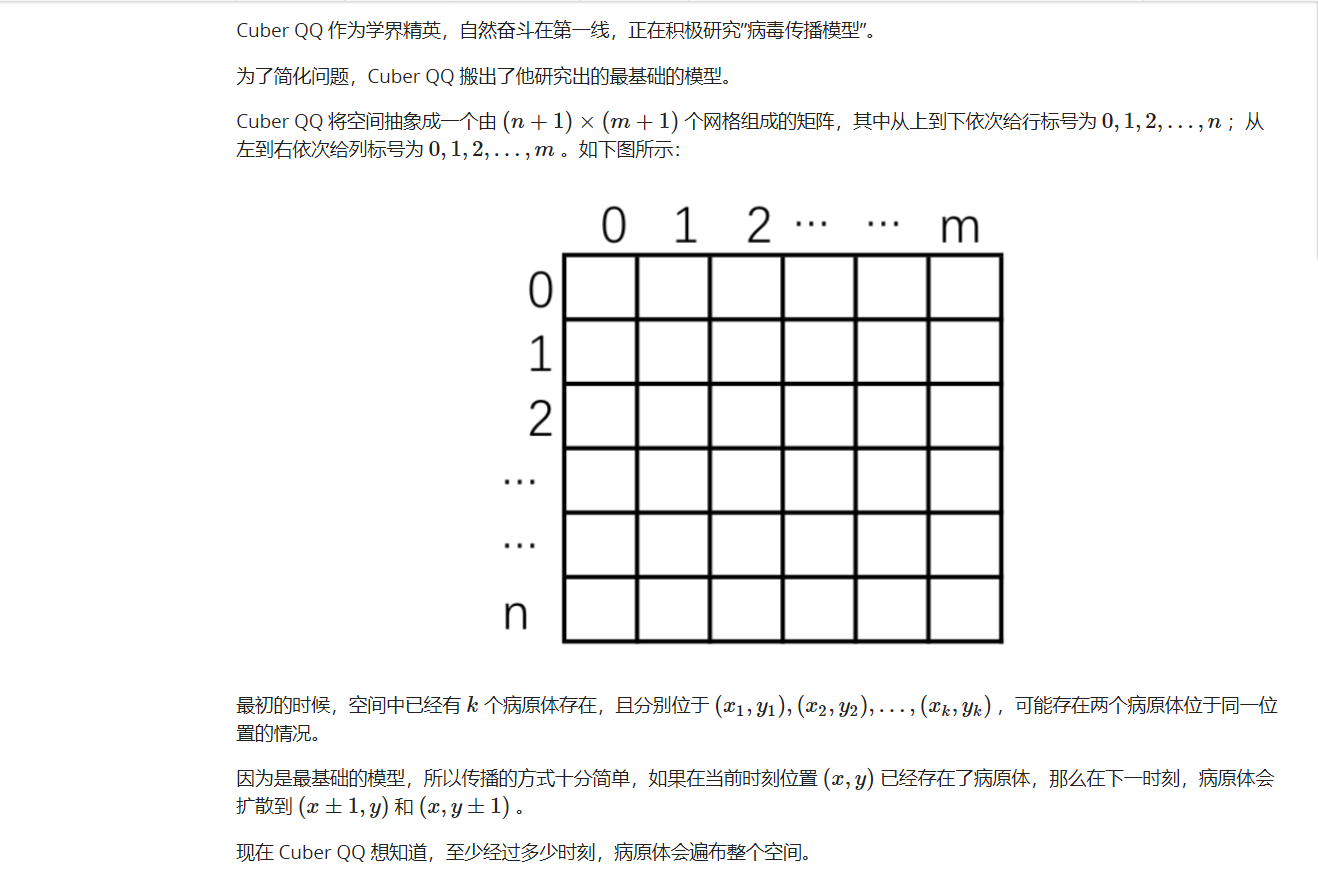 Cuber QQ 作为学界精英，自然奋斗在第一线，正在积极研究”病毒传播模型”。
为了简化问题，Cuber QQ 搬出了他研究出的最基础的模型。
Cuber QQ 将空间抽象成一个由 (n + 1) × (m + 1) 个网格组成的矩阵，其中从上到下依次给行标号为 0, 1, 2, . . . , n ；从
左到右依次给列标号为 0, 1, 2, . . . , m 。如下图所示：
0 1 2 ··· ··· m
0
1
2
···
···
n
最初的时候，空间中已经有 k 个病原体存在，且分别位于 (x₁, y₁), (x₂, y₂), . . . , (xₖ, yₖ) ，可能存在两个病原体位于同一位
置的情况。
因为是最基础的模型，所以传播的方式十分简单，如果在当前时刻位置 (x, y) 已经存在了病原体，那么在下一时刻，病原体会
扩散到 (x ± 1, y) 和 (x, y ± 1) 。
现在 Cuber QQ 想知道，至少经过多少时刻，病原体会遍布整个空间。